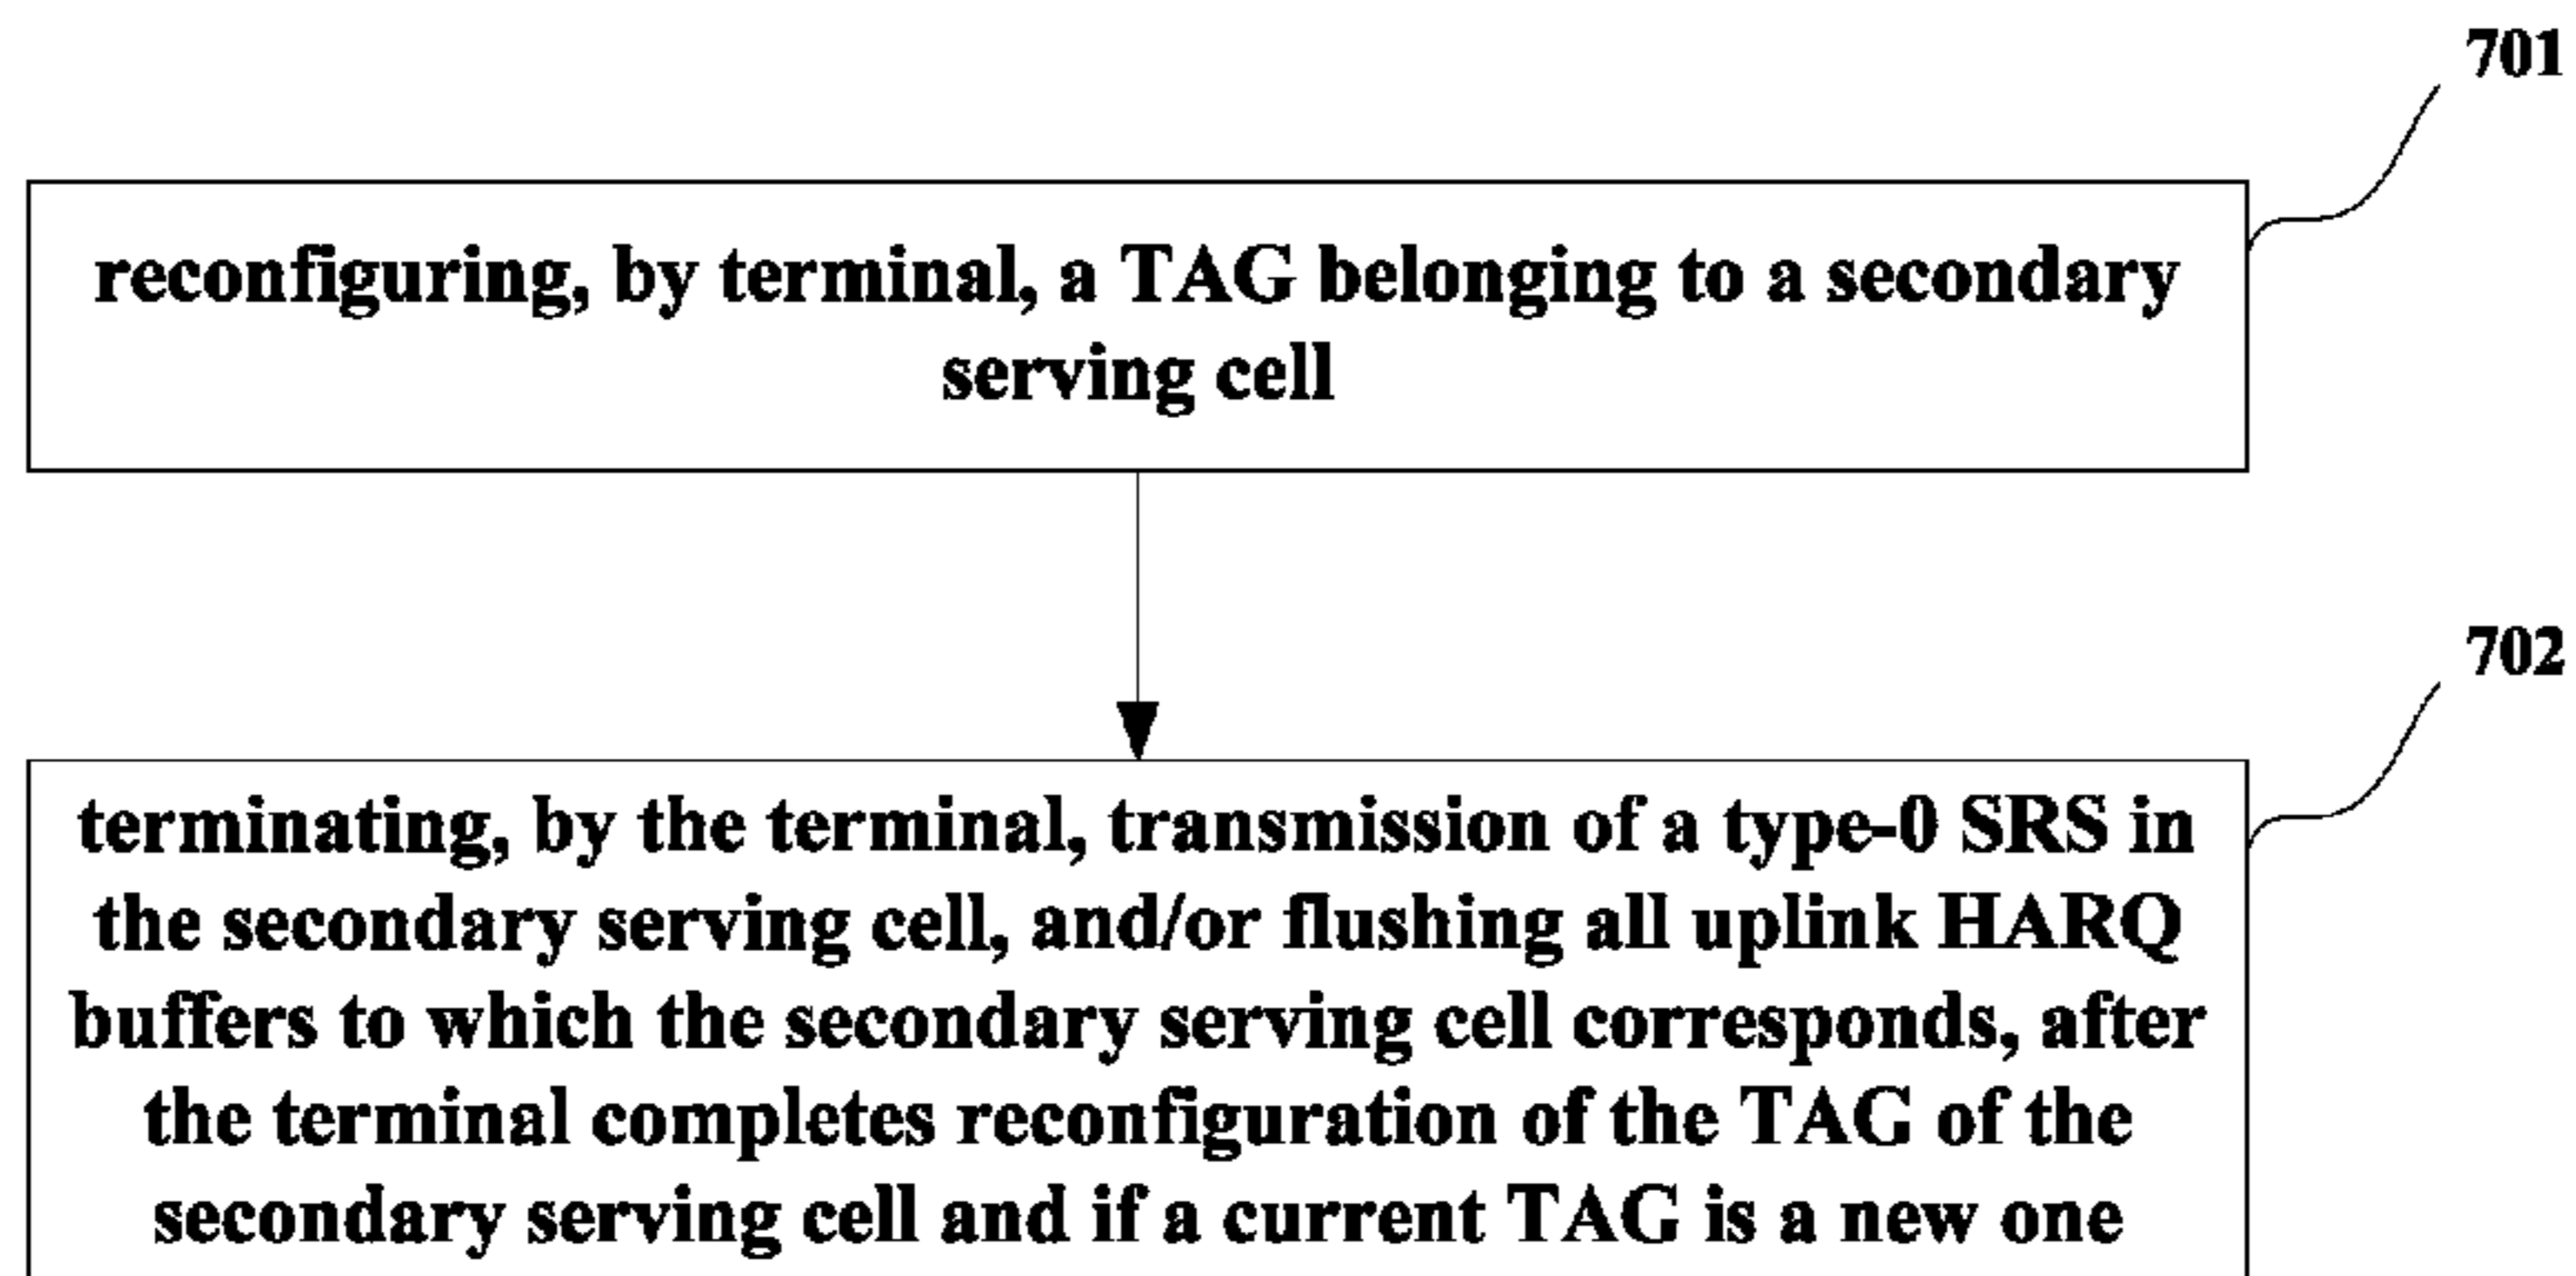 701
reconfiguring, by terminal, a TAG belonging to a secondary
serving cell
702
terminating, by the terminal, transmission of a type-0 SRS in
the secondary serving cell, and/or flushing all uplink HARQ
buffers to which the secondary serving cell corresponds, after
the terminal completes reconfiguration of the TAG of the
secondary serving cell and if a current TAG is a new one